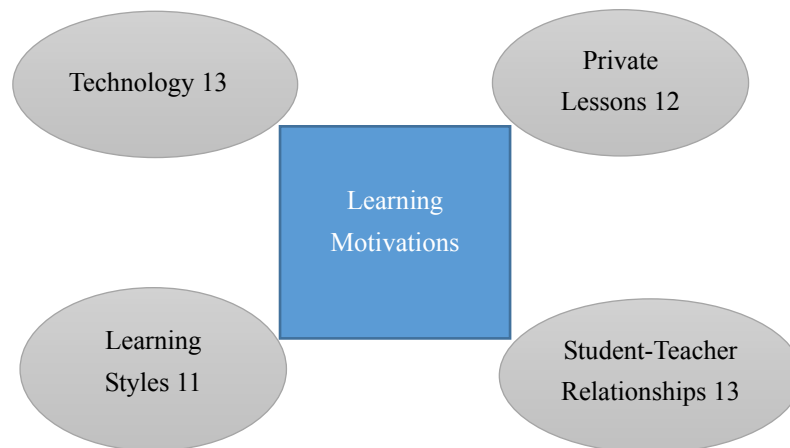 Technology 13
Private
Lessons 12
Learning
Motivations
Learning
Styles 11
Student-Teacher
Relationships 13